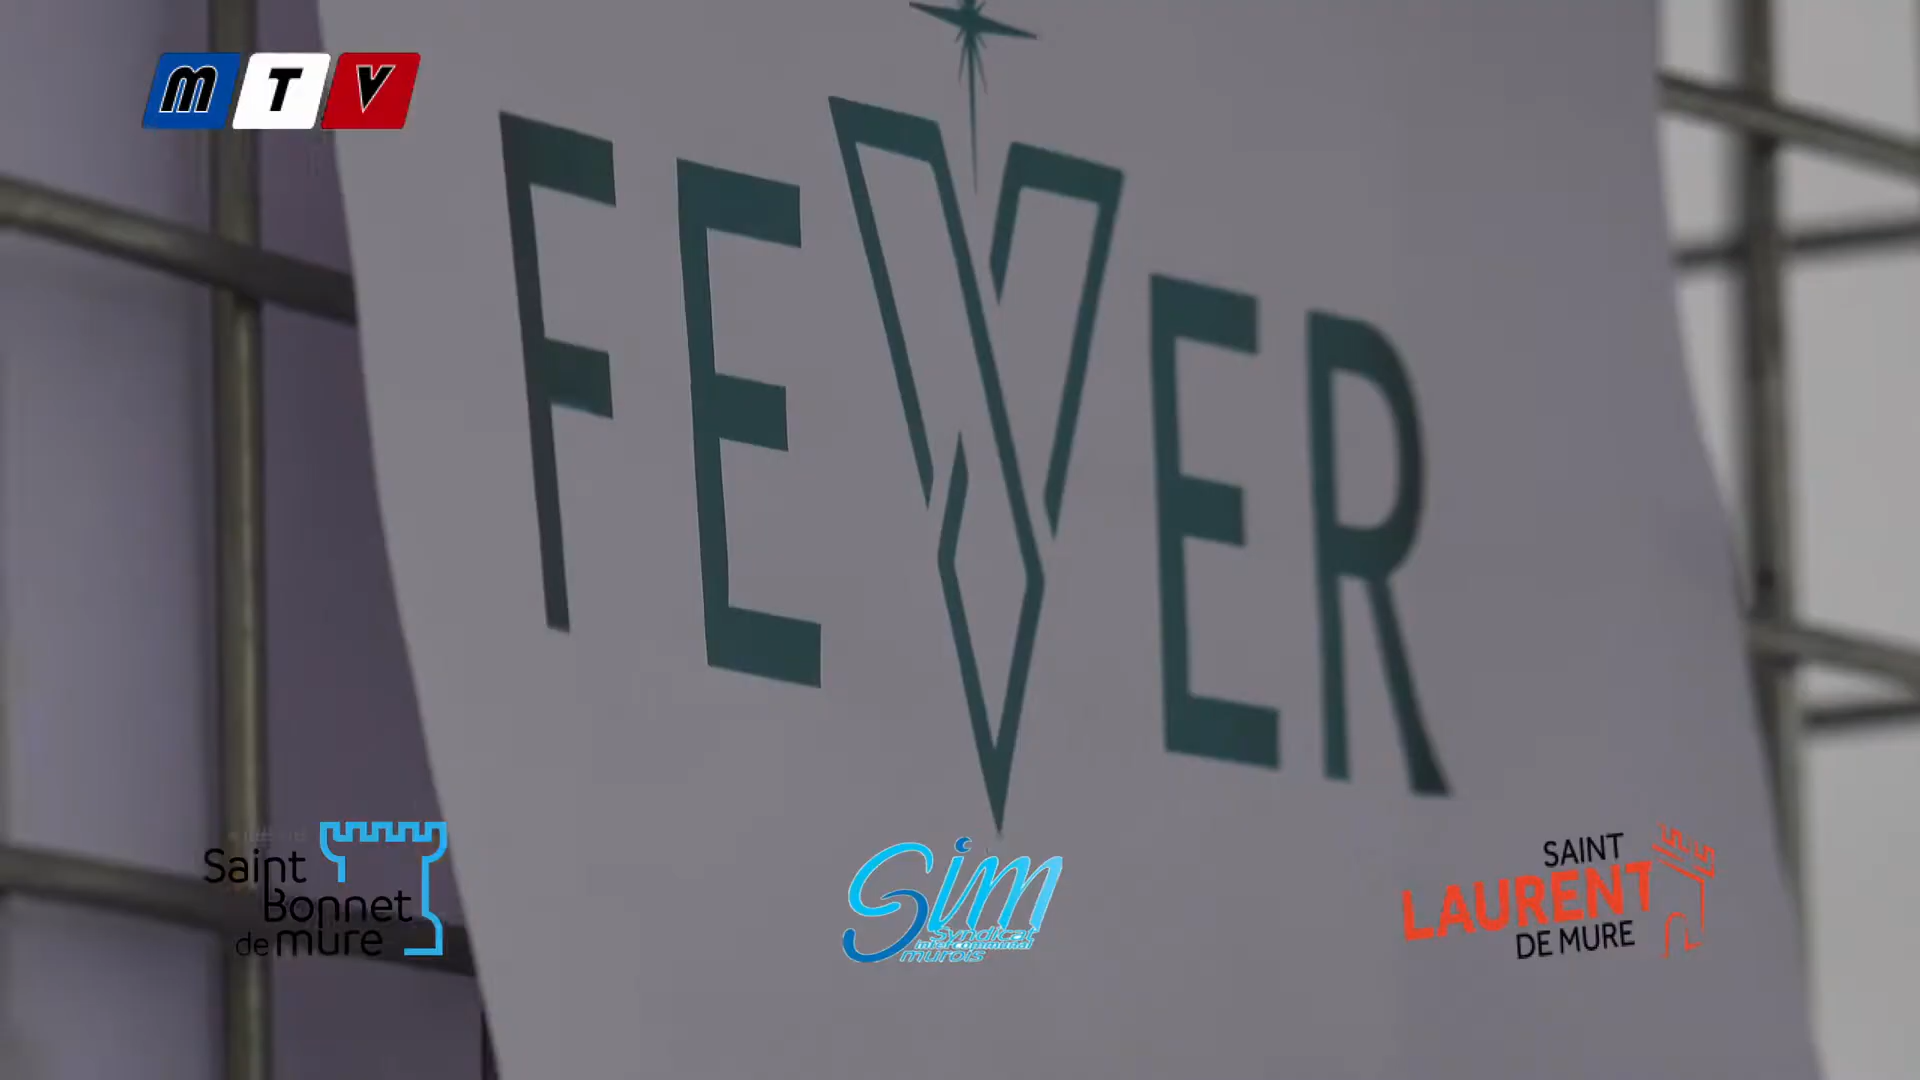 MTV
FEVER
Saint
Bonnet
de mure
Sim
Syndicat
intercommunal
murois
SAINT
LAURENT
DE MURE